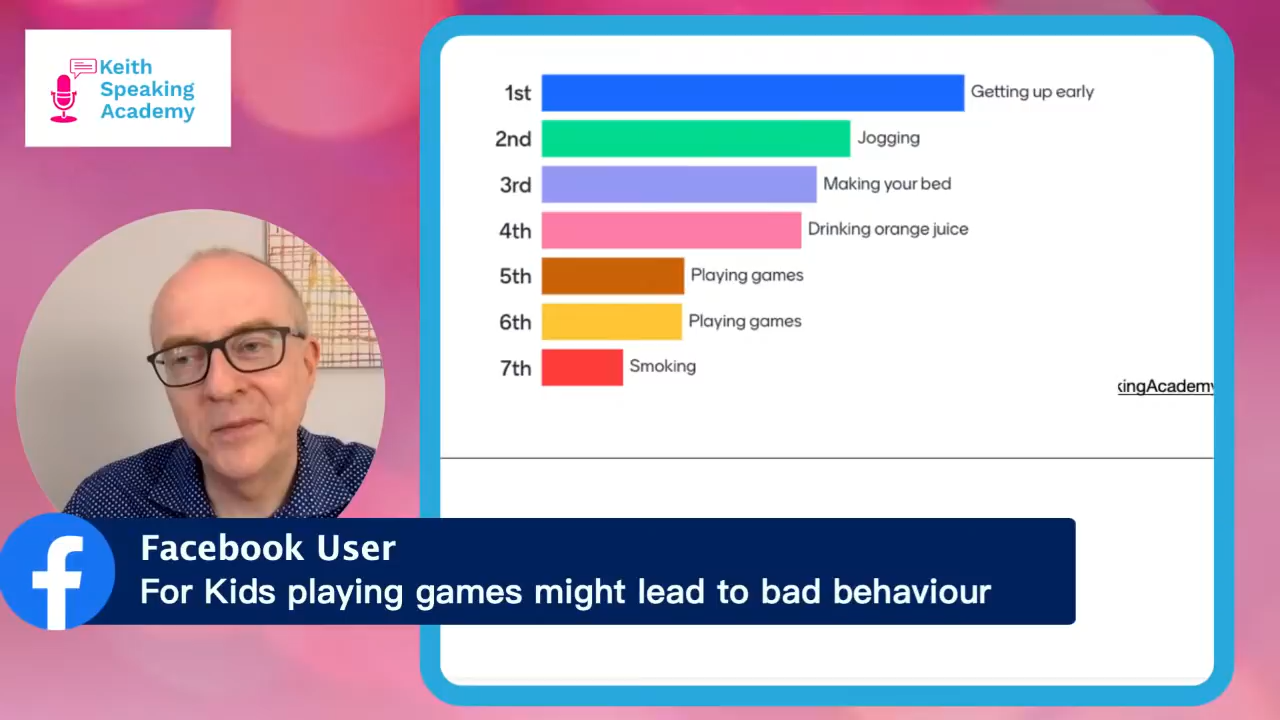 Keith
Speaking
Academy
1st Getting up early
2nd Jogging
3rd Making your bed
4th Drinking orange juice
5th Playing games
6th Playing games
7th Smoking
kingAcademy
Facebook User
For Kids playing games might lead to bad behaviour